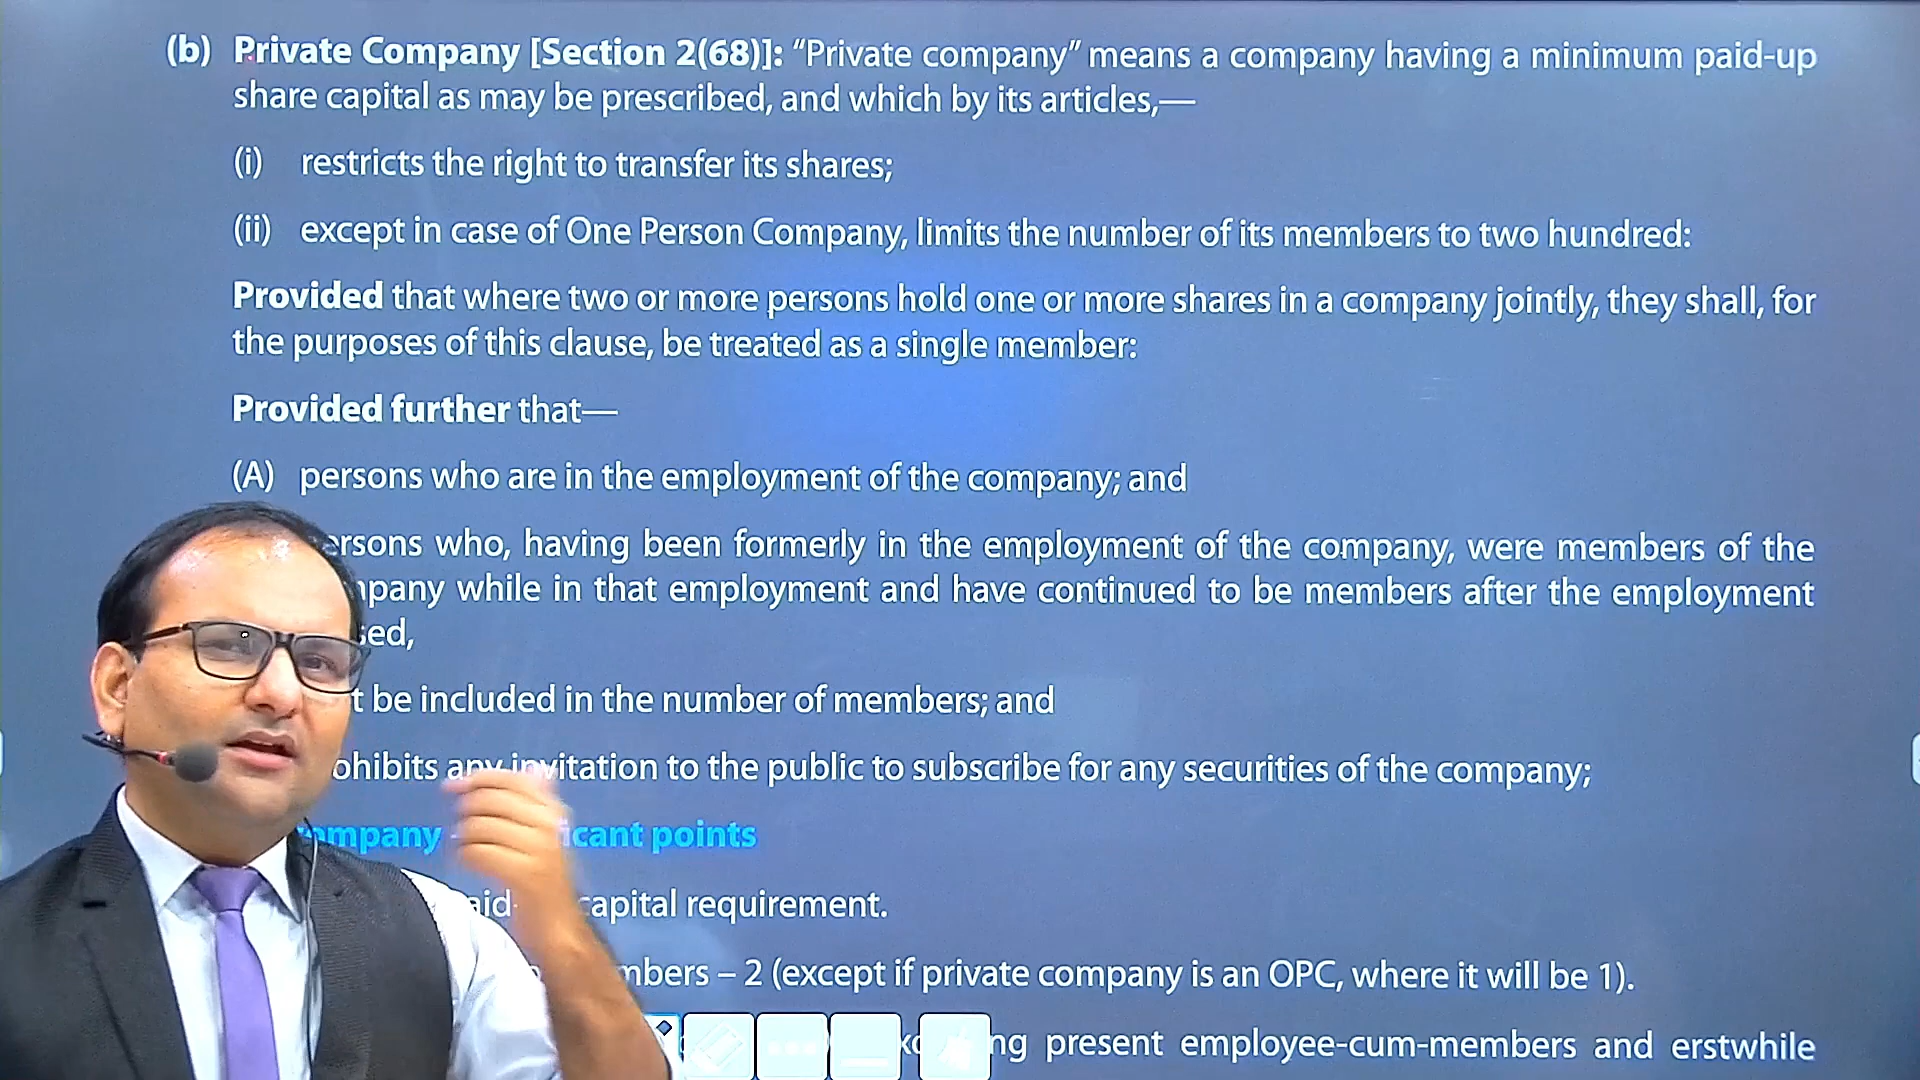 (b) Private Company [Section 2(68)]: “Private company” means a company having a minimum paid-up
share capital as may be prescribed, and which by its articles,—
(i) restricts the right to transfer its shares;
(ii) except in case of One Person Company, limits the number of its members to two hundred:
Provided that where two or more persons hold one or more shares in a company jointly, they shall, for
the purposes of this clause, be treated as a single member:
Provided further that—
(A) persons who are in the employment of the company; and
rsons who, having been formerly in the employment of the company, were members of the
pany while in that employment and have continued to be members after the employment
sed,
t be included in the number of members; and
ohibits any invitation to the public to subscribe for any securities of the company;
ompany icant points
aid- capital requirement.
mbers – 2 (except if private company is an OPC, where it will be 1).
ng present employee-cum-members and erstwhile